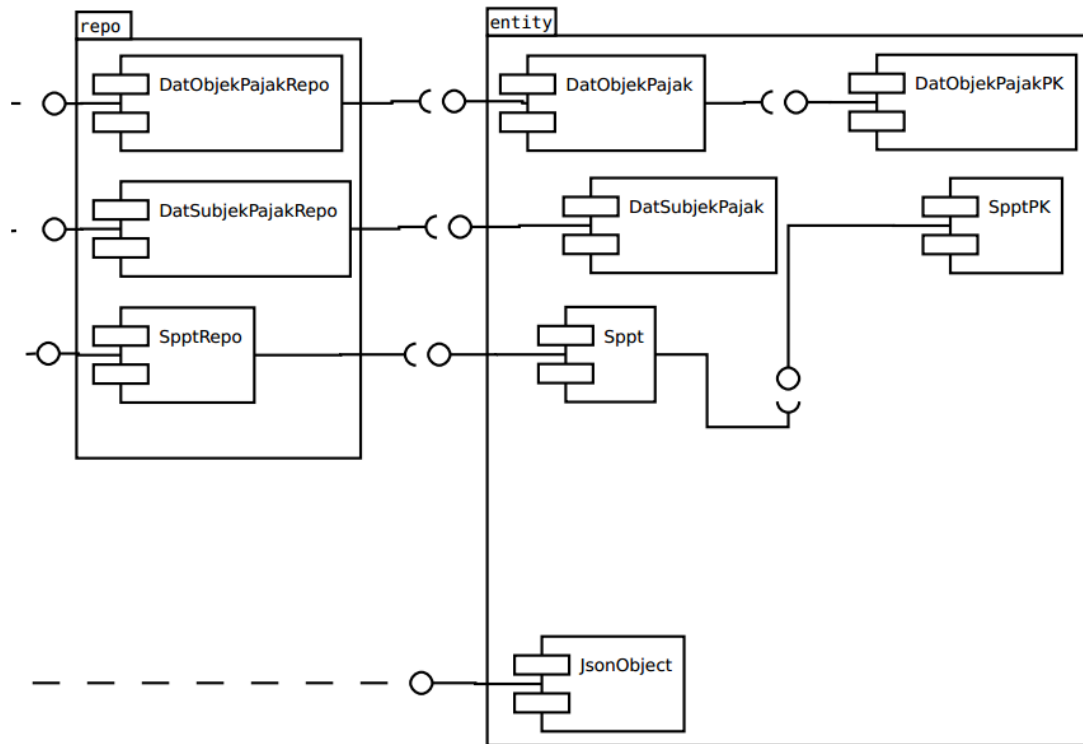 repo
entity
DatObjekPajakRepo
DatObjekPajak
DatObjekPajakPK
DatSubjekPajakRepo
DatSubjekPajak
SpptPK
SpptRepo
Sppt
JsonObject